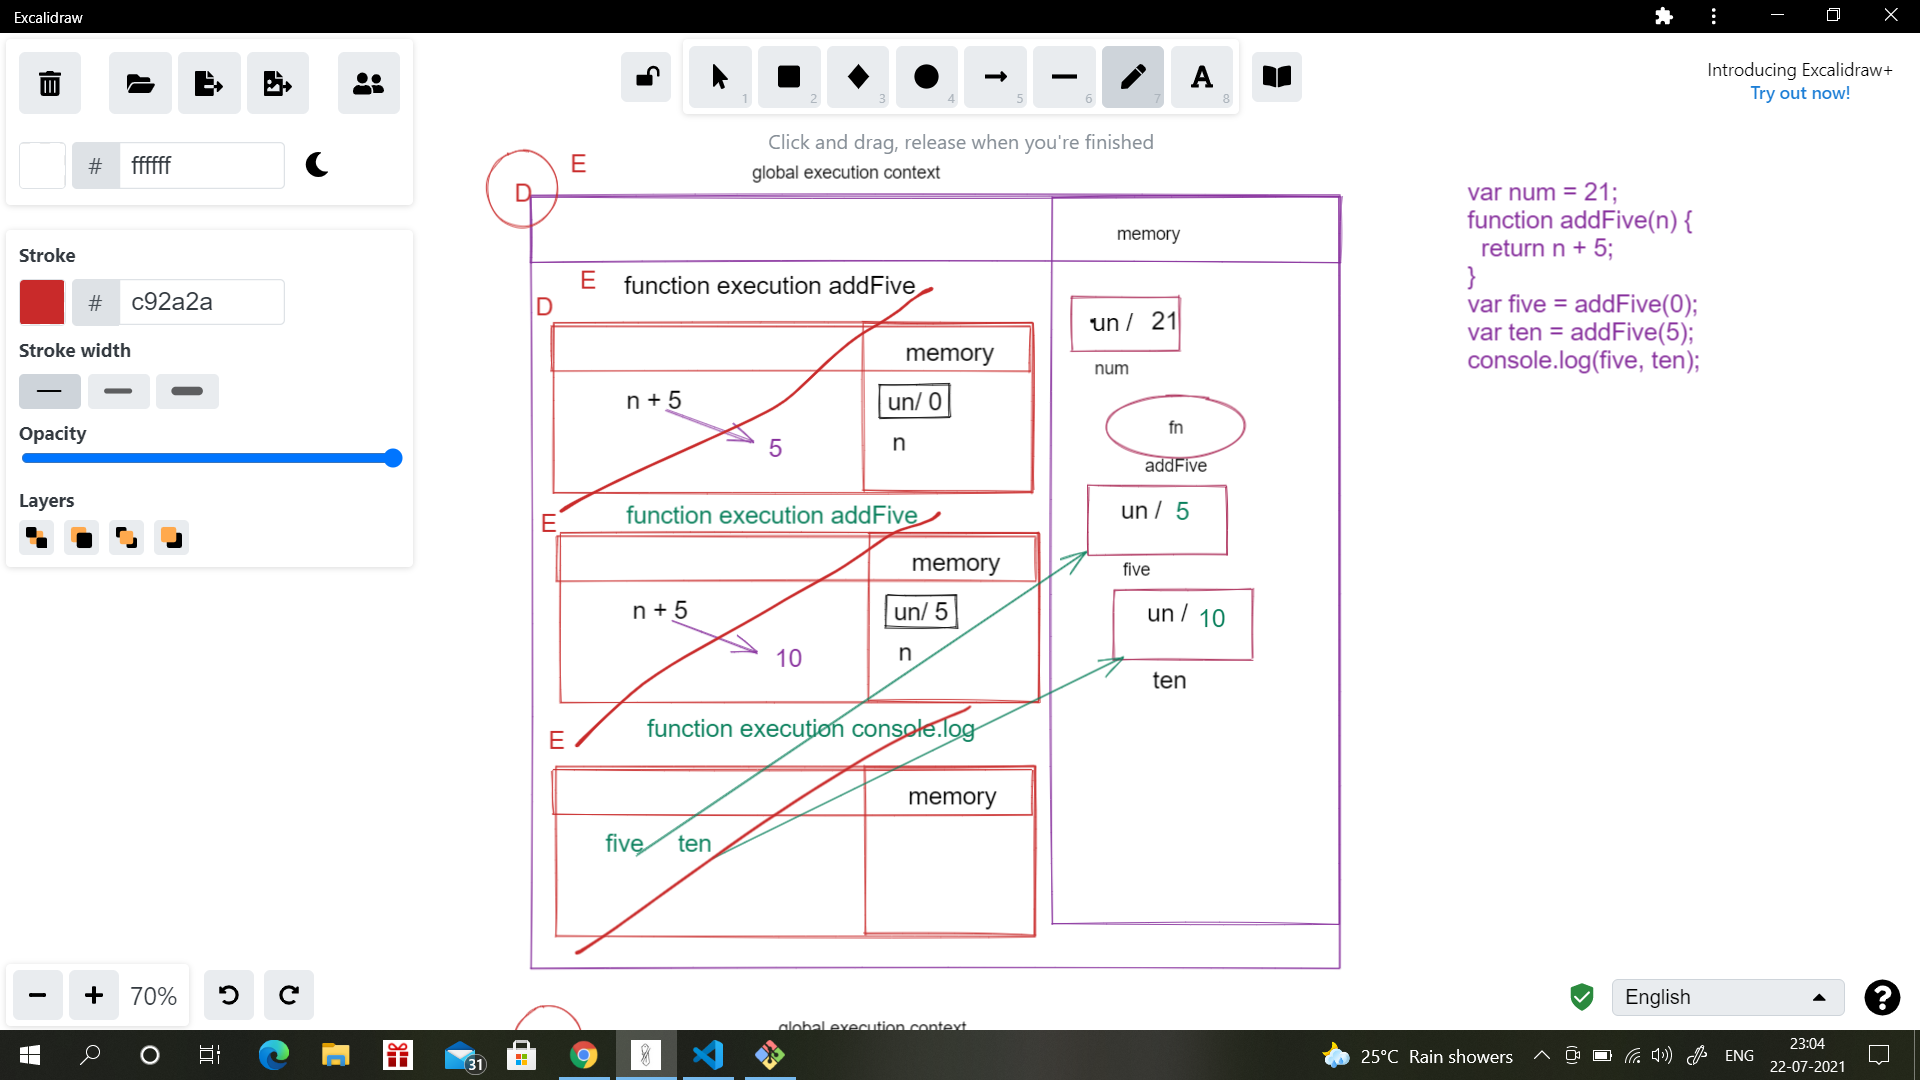 Excalidraw
Introducing Excalidraw+
Try out now!
1
2
3
4
5
6
7
8
Click and drag, release when you're finished
# ffffff
Stroke
# c92a2a
Stroke width
Opacity
Layers
D
E
global execution context
memory
E
function execution addFive
D
memory
n + 5
5
un/ 0
n
E
function execution addFive
memory
n + 5
10
un/ 5
n
E
function execution console.log
memory
five ten
un / 21
num
fn
addFive
un / 5
five
un / 10
ten
var num = 21;
function addFive(n) {
return n + 5;
}
var five = addFive(0);
var ten = addFive(5);
console.log(five, ten);
global execution context
70%
English
31
25°C Rain showers
ENG
23:04
22-07-2021